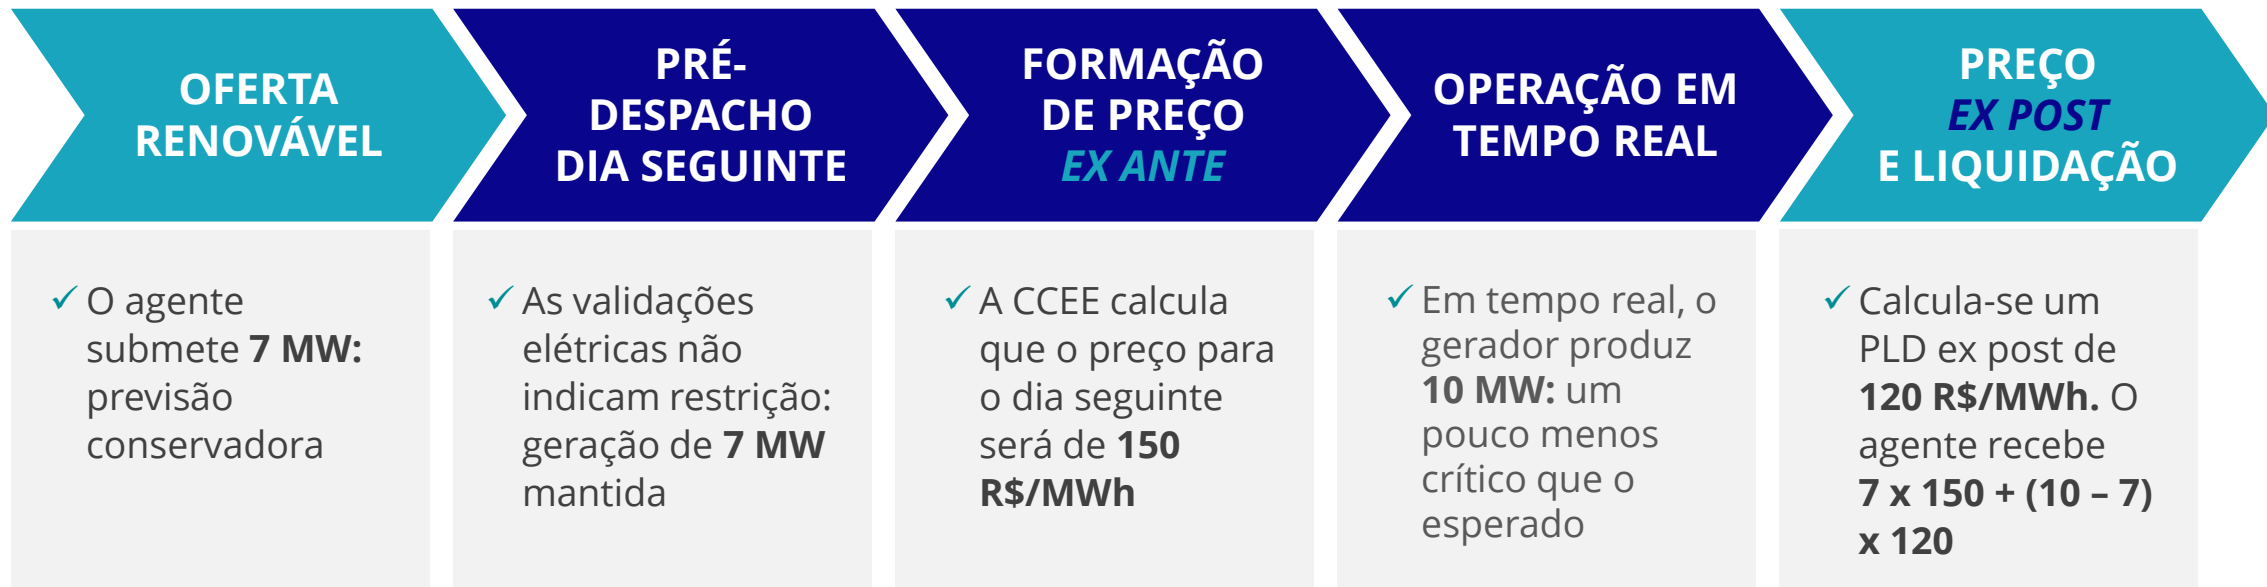 OFERTA
RENOVÁVEL
✓ O agente
submete 7 MW:
previsão
conservadora
PRÉ-
DESPACHO
DIA SEGUINTE
✓ As validações
elétricas não
indicam restrição:
geração de 7 MW
mantida
FORMAÇÃO
DE PREÇO
EX ANTE
✓ A CCEE calcula
que o preço para
o dia seguinte
será de 150
R$/MWh
OPERAÇÃO EM
TEMPO REAL
✓ Em tempo real, o
gerador produz
10 MW: um
pouco menos
crítico que o
esperado
PREÇO
EX POST
E LIQUIDAÇÃO
✓ Calcula-se um
PLD ex post de
120 R$/MWh. O
agente recebe
7 x 150 + (10 – 7)
x 120